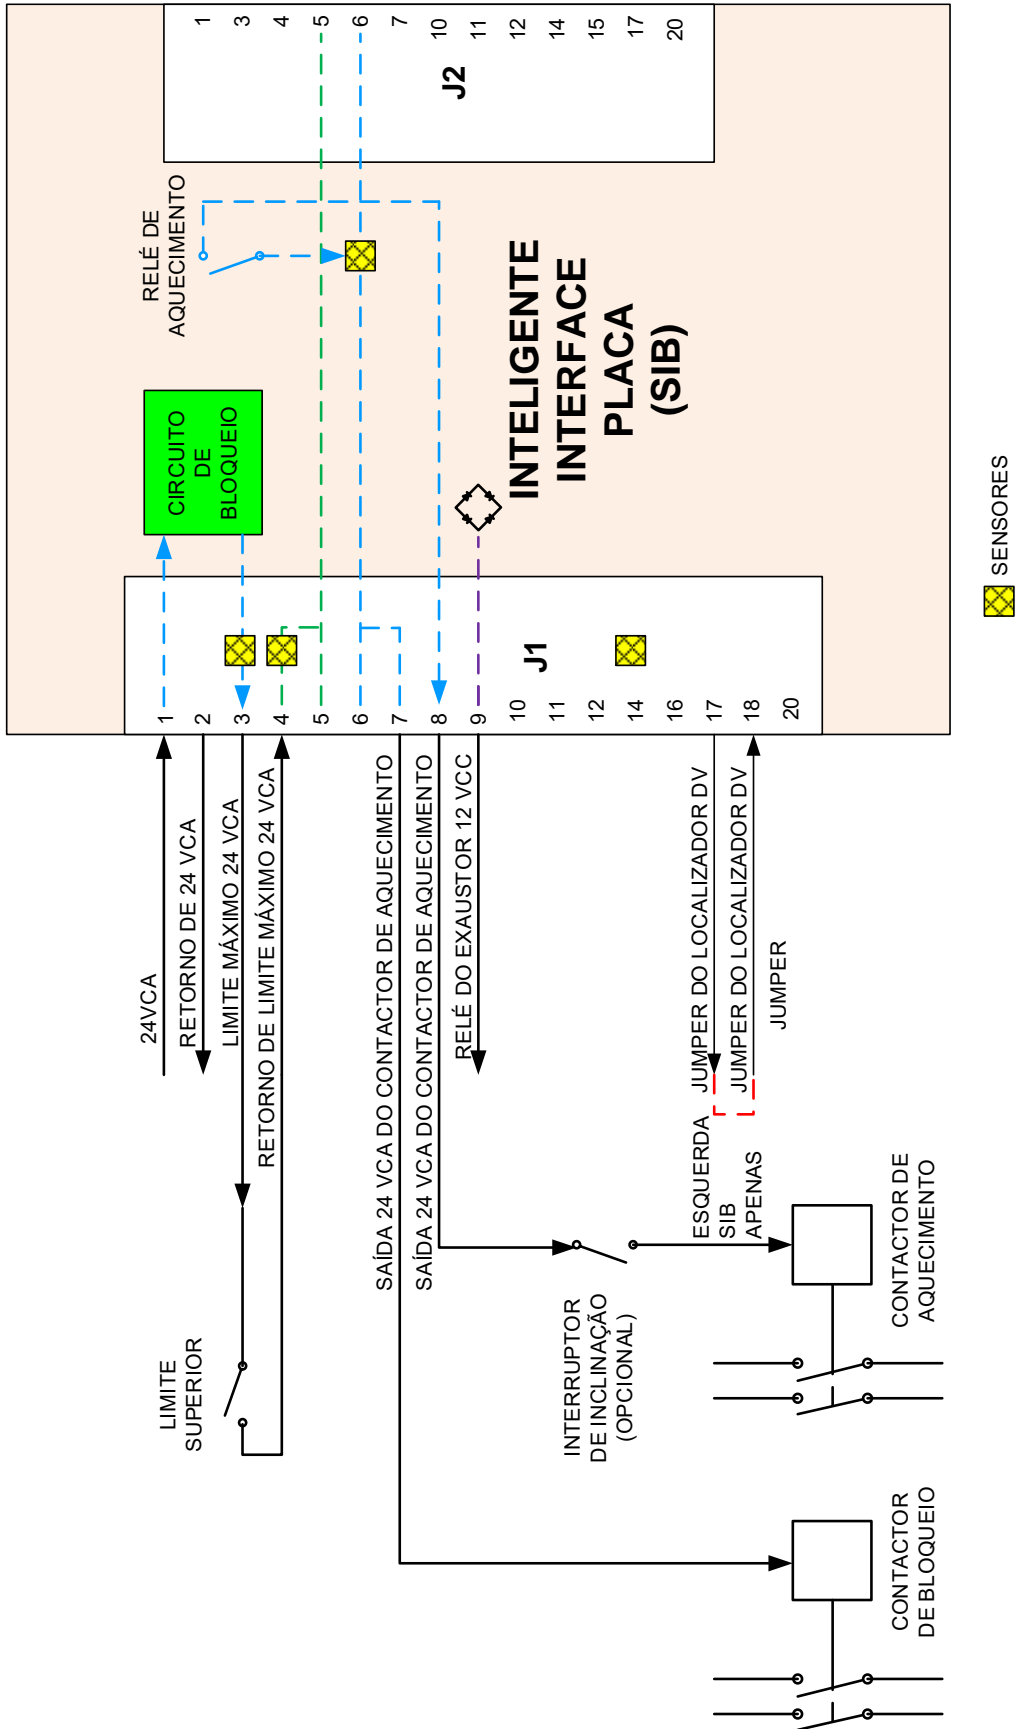 1
3
4
5
6
7
10
11
12
14
15
17
20
J2
RELÉ DE
AQUECIMENTO
CIRCUITO
DE
BLOQUEIO
INTELIGENTE
INTERFACE
PLACA
(SIB)
J1
1
2
3
4
5
6
7
8
9
10
11
12
14
16
17
18
20
SENSORES
24VCA
RETORNO DE 24 VCA
LIMITE MÁXIMO 24 VCA
RETORNO DE LIMITE MÁXIMO 24 VCA
SAÍDA 24 VCA DO CONTACTOR DE AQUECIMENTO
SAÍDA 24 VCA DO CONTACTOR DE AQUECIMENTO
RELÉ DO EXAUSTOR 12 VCC
JUMPER DO LOCALIZADOR DV
JUMPER DO LOCALIZADOR DV
JUMPER
ESQUERDA
SIB
APENAS
LIMITE
SUPERIOR
INTERRUPTOR
DE INCLINAÇÃO
(OPCIONAL)
CONTACTOR DE
AQUECIMENTO
CONTACTOR
DE BLOQUEIO